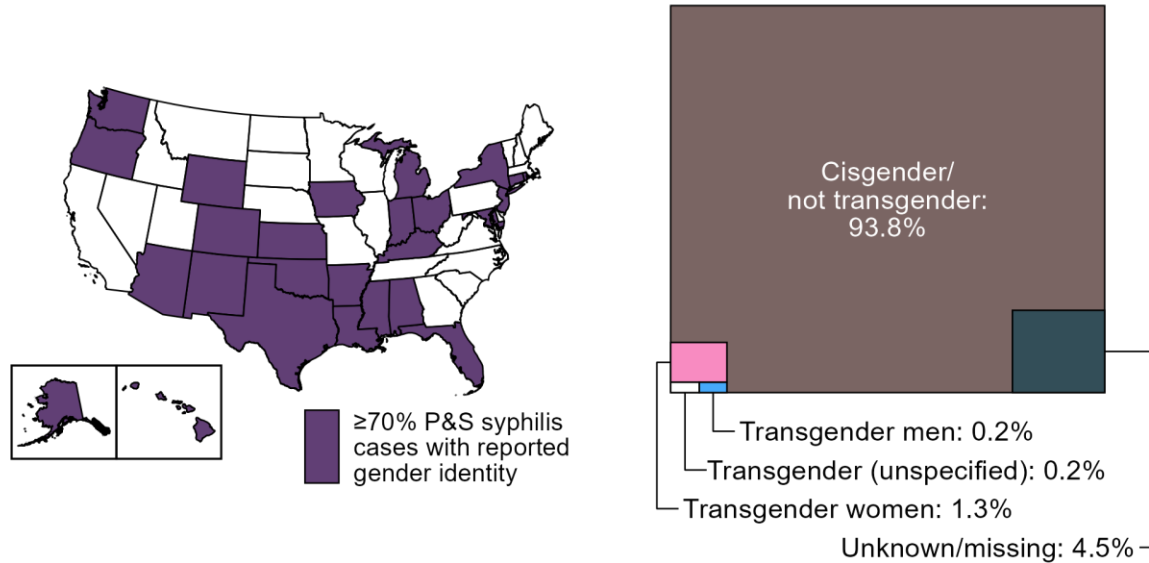 ≥70% P&S syphilis
cases with reported
gender identity
Cisgender/
not transgender:
93.8%
Transgender men: 0.2%
Transgender (unspecified): 0.2%
Transgender women: 1.3%
Unknown/missing: 4.5%